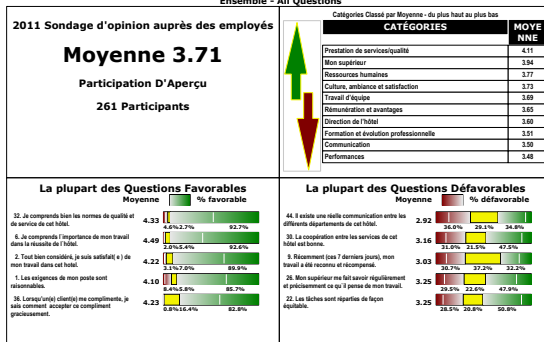 Ensemble - All Questions
2011 Sondage d'opinion auprès des employés
Moyenne 3.71
Participation D'Aperçu
261 Participants
Catégories Classé par Moyenne - du plus haut au plus bas
CATÉGORIES MOYENNE
Prestation de services/qualité 4.11
Mon supérieur 3.94
Ressources humaines 3.77
Culture, ambiance et satisfaction 3.73
Travail d'équipe 3.69
Rémunération et avantages 3.65
Direction de l'hôtel 3.60
Formation et évolution professionnelle 3.51
Communication 3.50
Performances 3.48
La plupart des Questions Favorables
Moyenne % favorable
32. Je comprends bien les normes de qualité et
de service de cet hôtel.
4.33
4.6% 2.7% 92.7%
6. Je comprends l'importance de mon travail
dans la réussite de l'hôtel.
4.49
2.0% 5.4% 92.6%
2. Tout bien considéré, je suis satisfait( e ) de
mon travail dans cet hotel.
4.22
3.1% 7.0% 89.9%
1. Les exigences de mon poste sont
raisonnables.
4.10
8.4% 5.8% 85.7%
36. Lorsqu'un(e) client(e) me complimente, je
sais comment accepter ce compliment
gracieusement.
4.23
0.8% 16.4% 82.8%
La plupart des Questions Défavorables
Moyenne % défavorable
44. Il existe une réelle communication entre les
différents départements de cet hôtel.
2.92
36.0% 29.1% 34.8%
30. La coopération entre les services de cet
hôtel est bonne.
3.16
31.0% 21.5% 47.5%
9. Récemment (ces 7 derniers jours), mon
travail a été reconnu et récompensé.
3.03
30.7% 37.2% 32.2%
26. Mon supérieur me fait savoir régulièrement
et précisement ce qu'il pense de mon travail.
3.25
29.5% 22.6% 47.9%
22. Les tâches sont réparties de façon
équitable.
3.25
28.5% 20.8% 50.8%